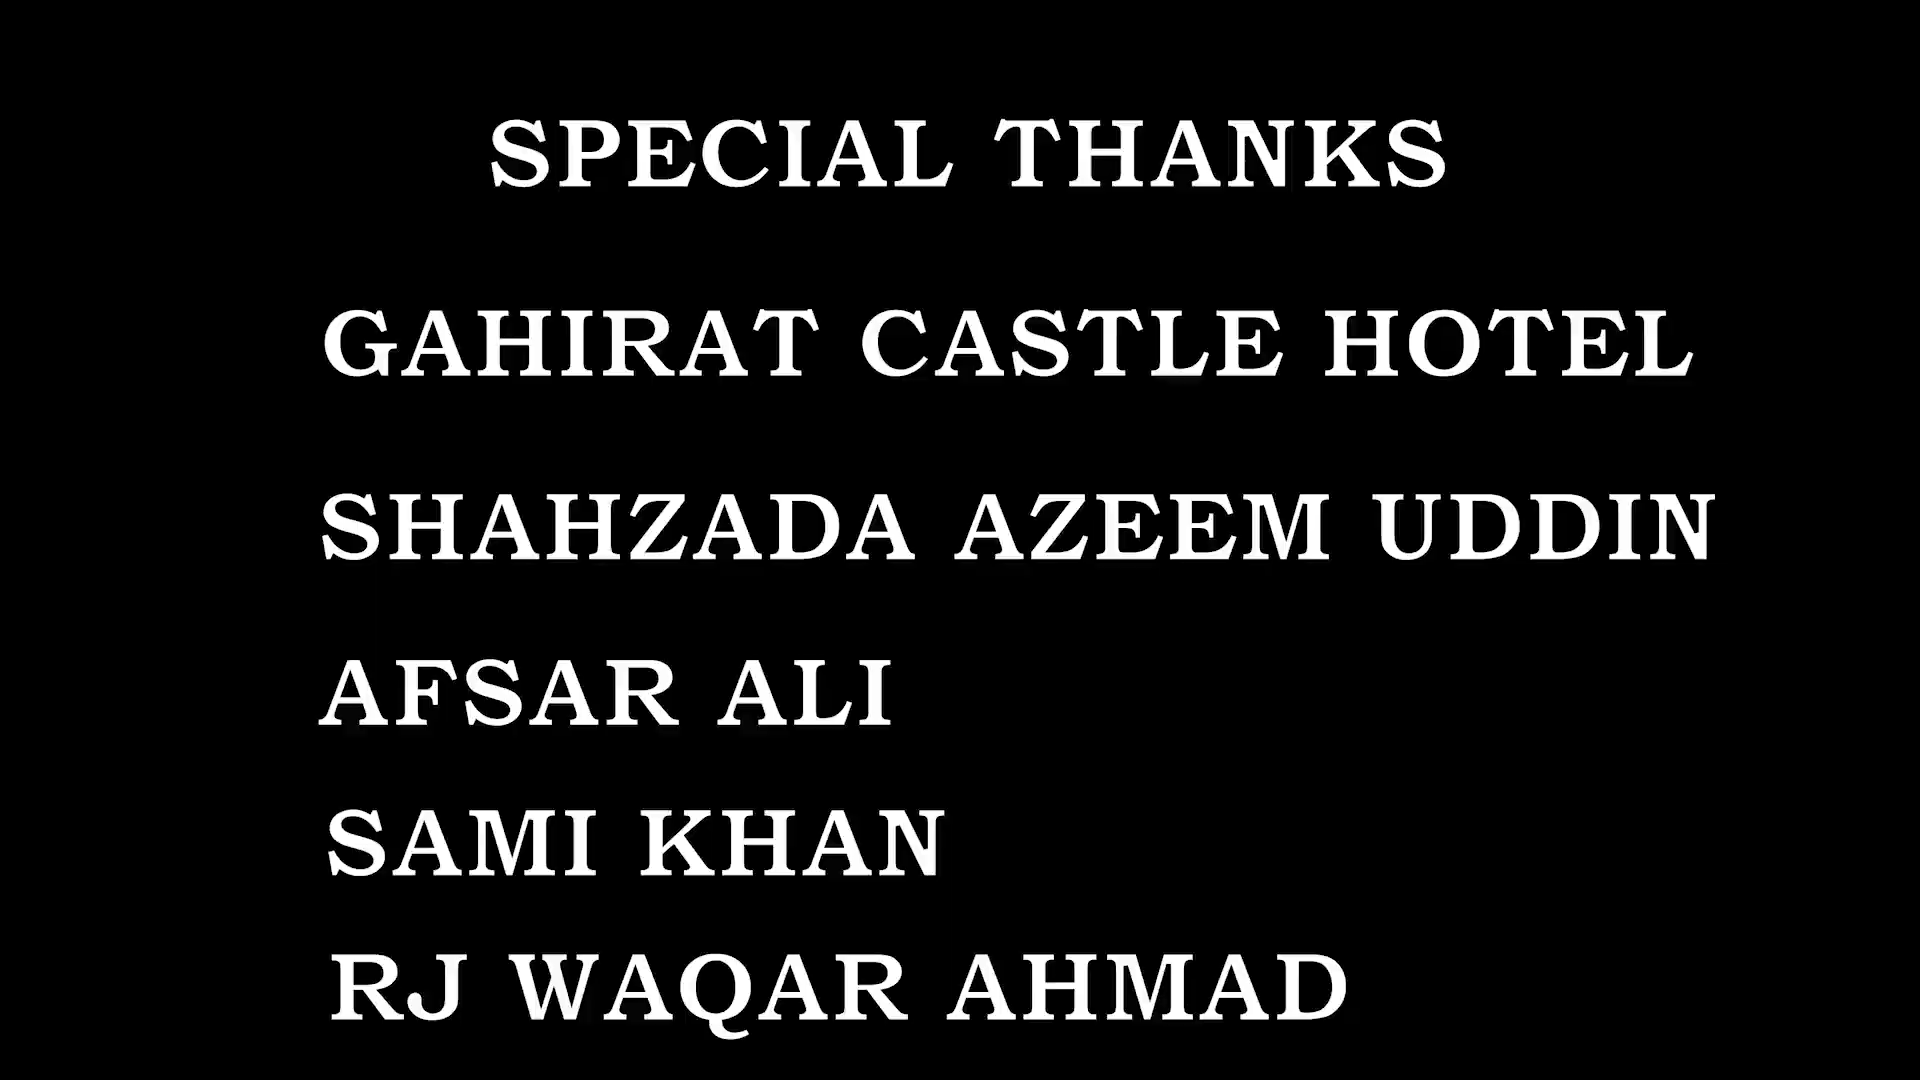 SPECIAL THANKS
GAHIRAT CASTLE HOTEL
SHAHZADA AZEEM UDDIN
AFSAR ALI
SAMI KHAN
RJ WAQAR AHMAD